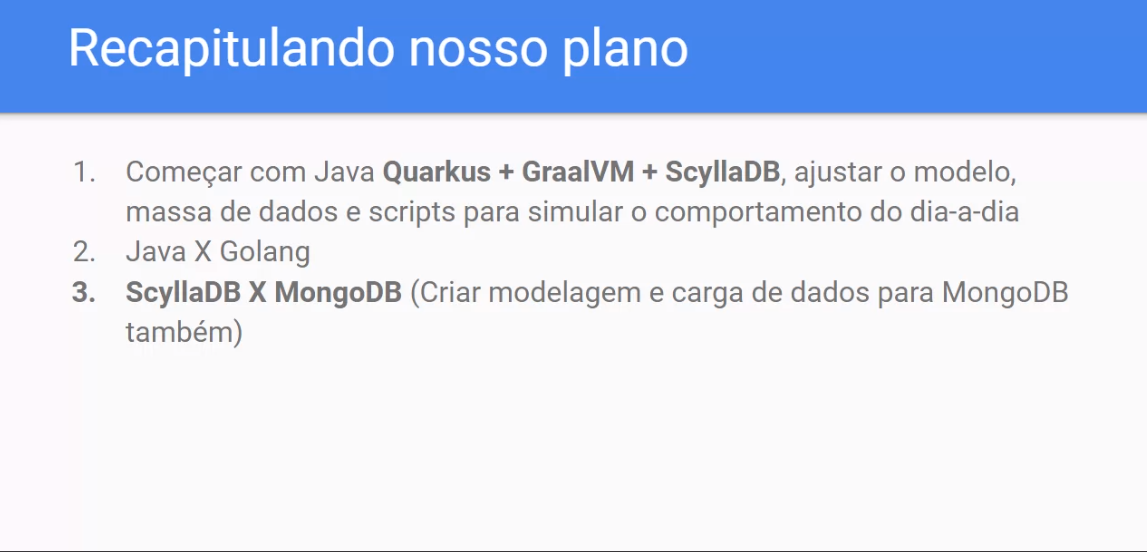 Recapitulando nosso plano
1. Começar com Java Quarkus + GraalVM + ScyllaDB, ajustar o modelo,
massa de dados e scripts para simular o comportamento do dia-a-dia
2. Java X Golang
3. ScyllaDB X MongoDB (Criar modelagem e carga de dados para MongoDB
também)